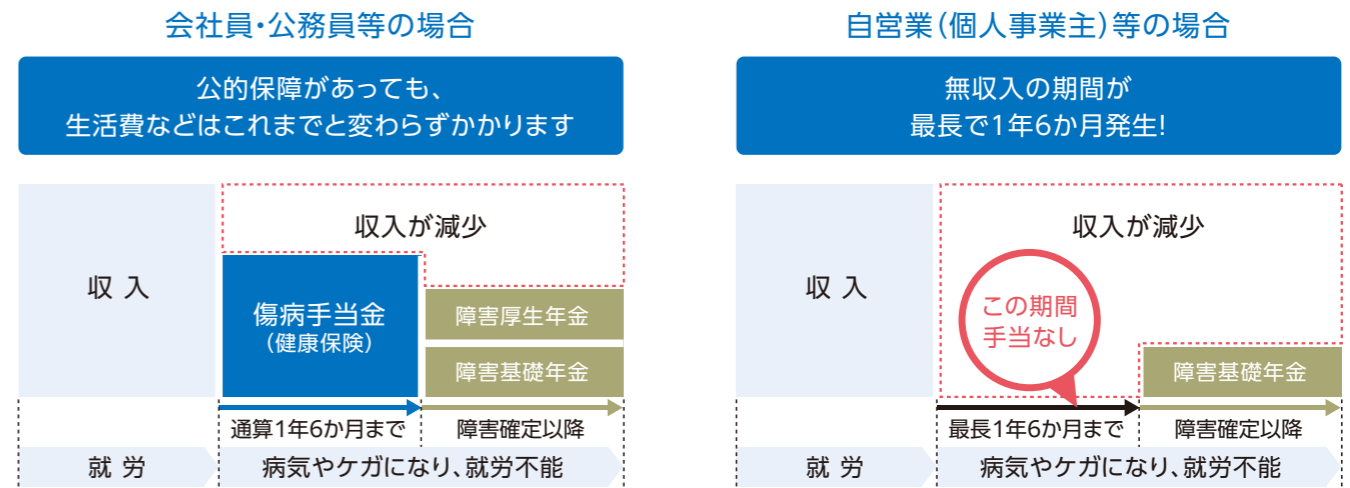 会社員・公務員等の場合
公的保障があっても、
生活費などはこれまでと変わらずかかります
収入
収入が減少
傷病手当金
（健康保険）
障害厚生年金
障害基礎年金
通算1年6か月まで
障害確定以降
就労
病気やケガになり、就労不能
自営業（個人事業主）等の場合
無収入の期間が
最長で1年6か月発生!
収入
収入が減少
この期間
手当なし
障害基礎年金
最長1年6か月まで
障害確定以降
就労
病気やケガになり、就労不能